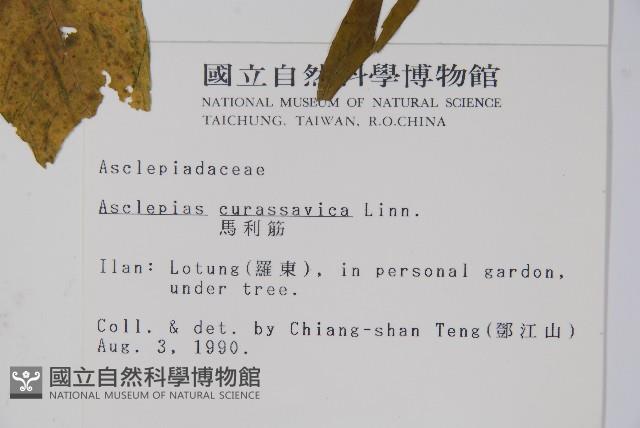 國立自然科學博物館
NATIONAL MUSEUM OF NATURAL SCIENCE
TAICHUNG, TAIWAN, R.O.CHINA
Asclepiadaceae
Asclepias curassavica Linn.
馬利筋
Ilan: Lotung(羅東), in personal gardon,
under tree.
Coll. & det. by Chiang-shan Teng(鄧江山)
Aug. 3, 1990.
國立自然科學博物館
NATIONAL MUSEUM OF NATURAL SCIENCE